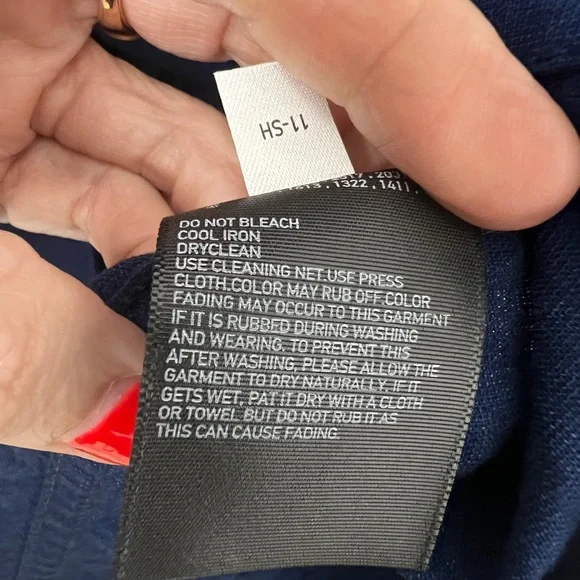 11-SH
1322.1411
DO NOT BLEACH
COOL IRON
DRYCLEAN
USE CLEANING NET.USE PRESS
CLOTH.COLOR MAY RUB OFF.COLOR
FADING MAY OCCUR TO THIS GARMENT
IF IT IS RUBBED DURING WASHING
AND WEARING. TO PREVENT THIS
AFTER WASHING, PLEASE ALLOW THE
GARMENT TO DRY NATURALLY. IF IT
GETS WET, PAT IT DRY WITH A CLOTH
OR TOWEL BUT DO NOT RUB IT AS
THIS CAN CAUSE FADING.